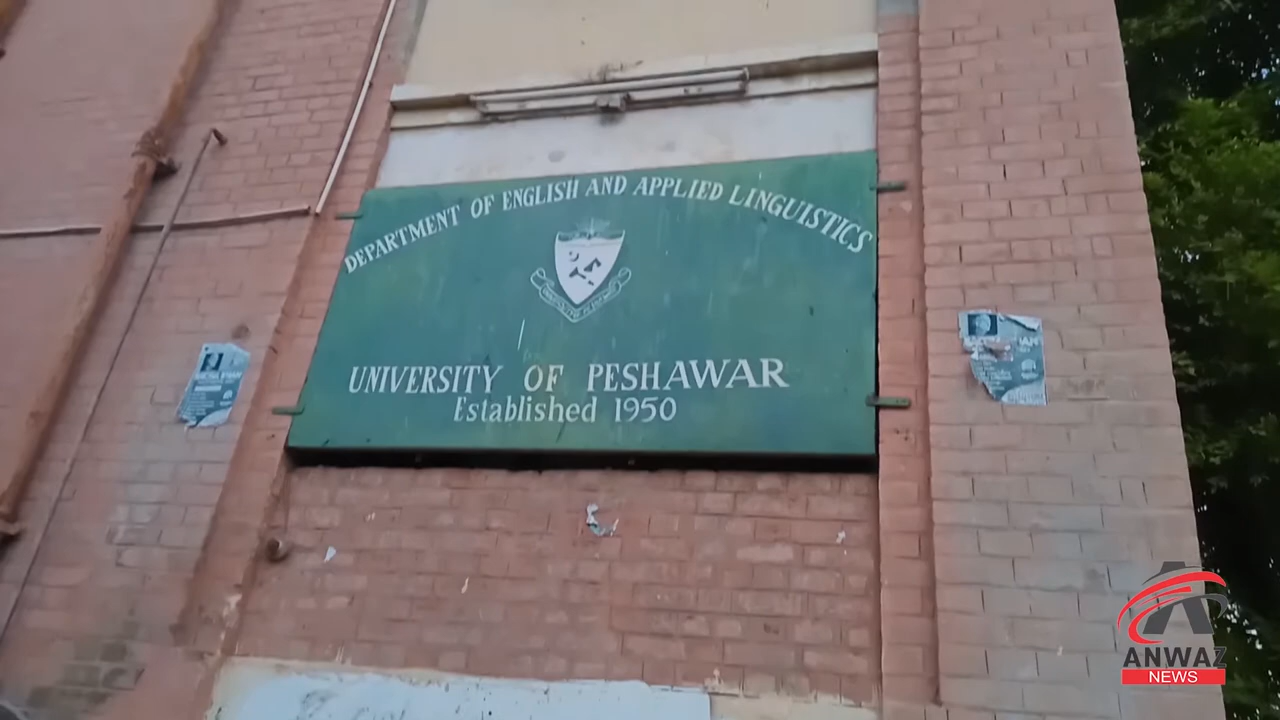 DEPARTMENT OF ENGLISH AND APPLIED LINGUISTICS
UNIVERSITY OF PESHAWAR
Established 1950
ANWAZ
NEWS